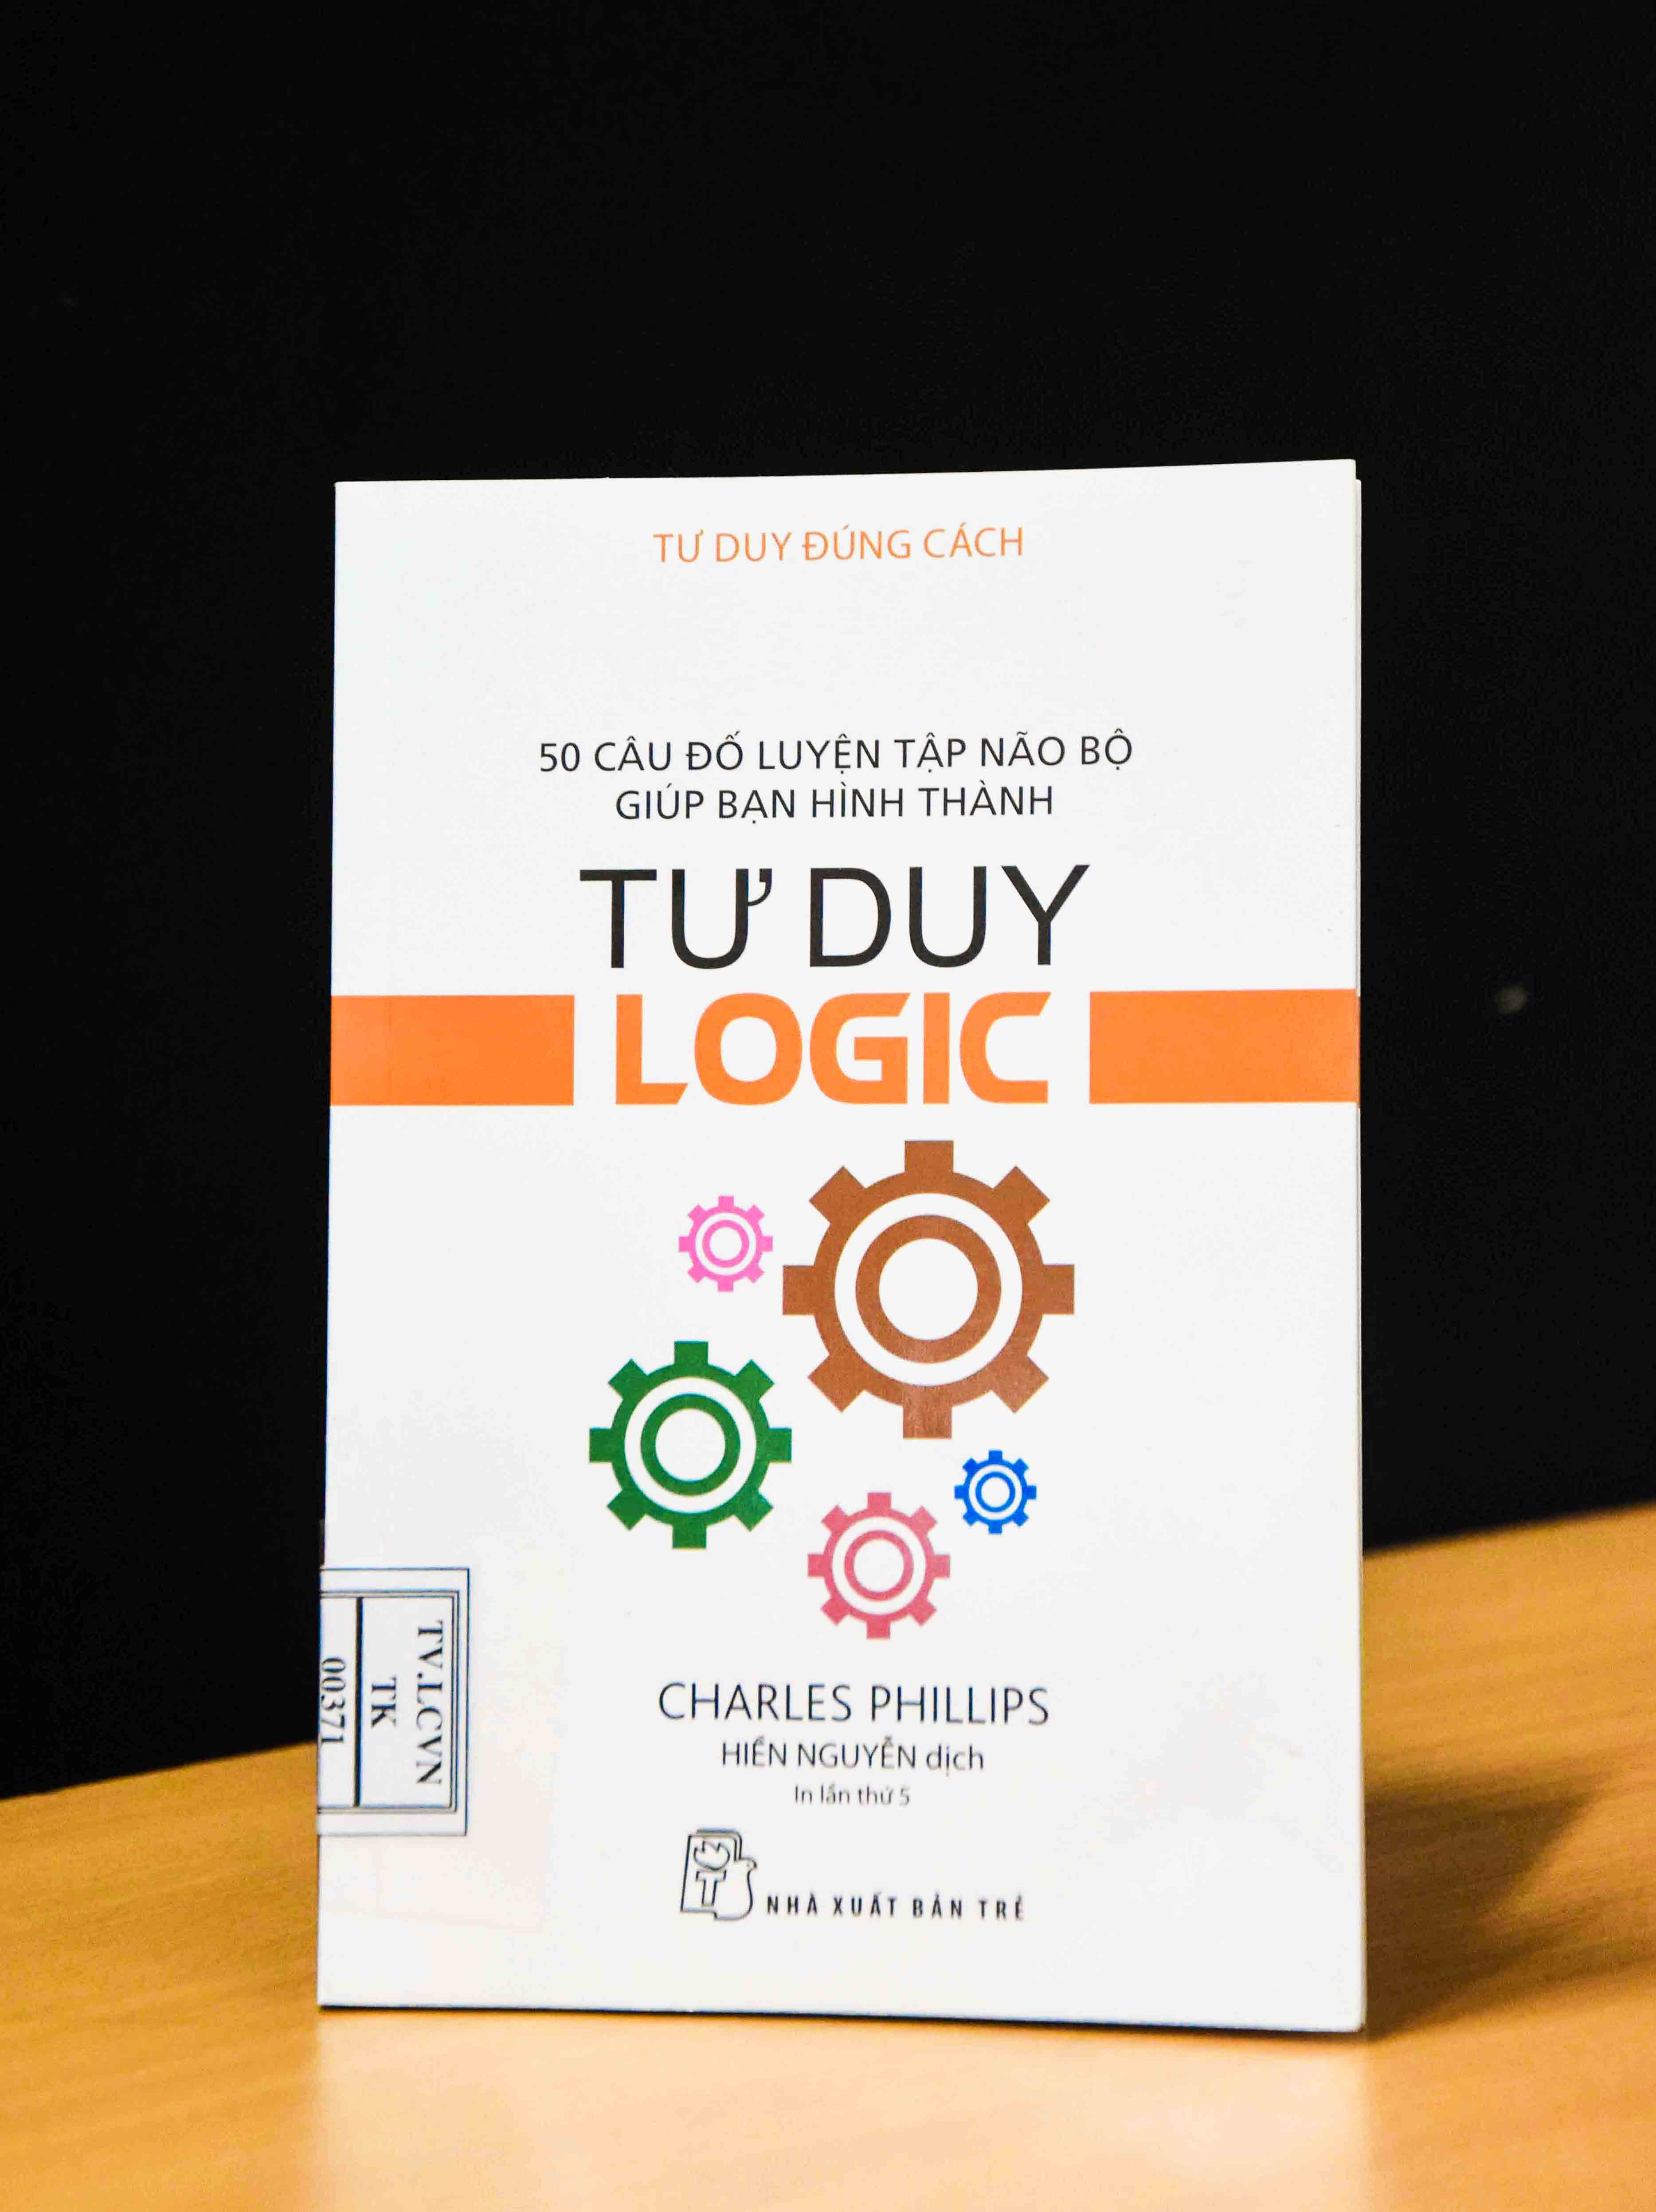 TƯ DUY ĐÚNG CÁCH
50 CÂU ĐỐ LUYỆN TẬP NÃO BỘ
GIÚP BẠN HÌNH THÀNH
TƯ DUY
LOGIC
TV.LCVN
TK
00371
CHARLES PHILLIPS
HIỀN NGUYỄN dịch
In lần thứ 5
NHÀ XUẤT BẢN TRẺ